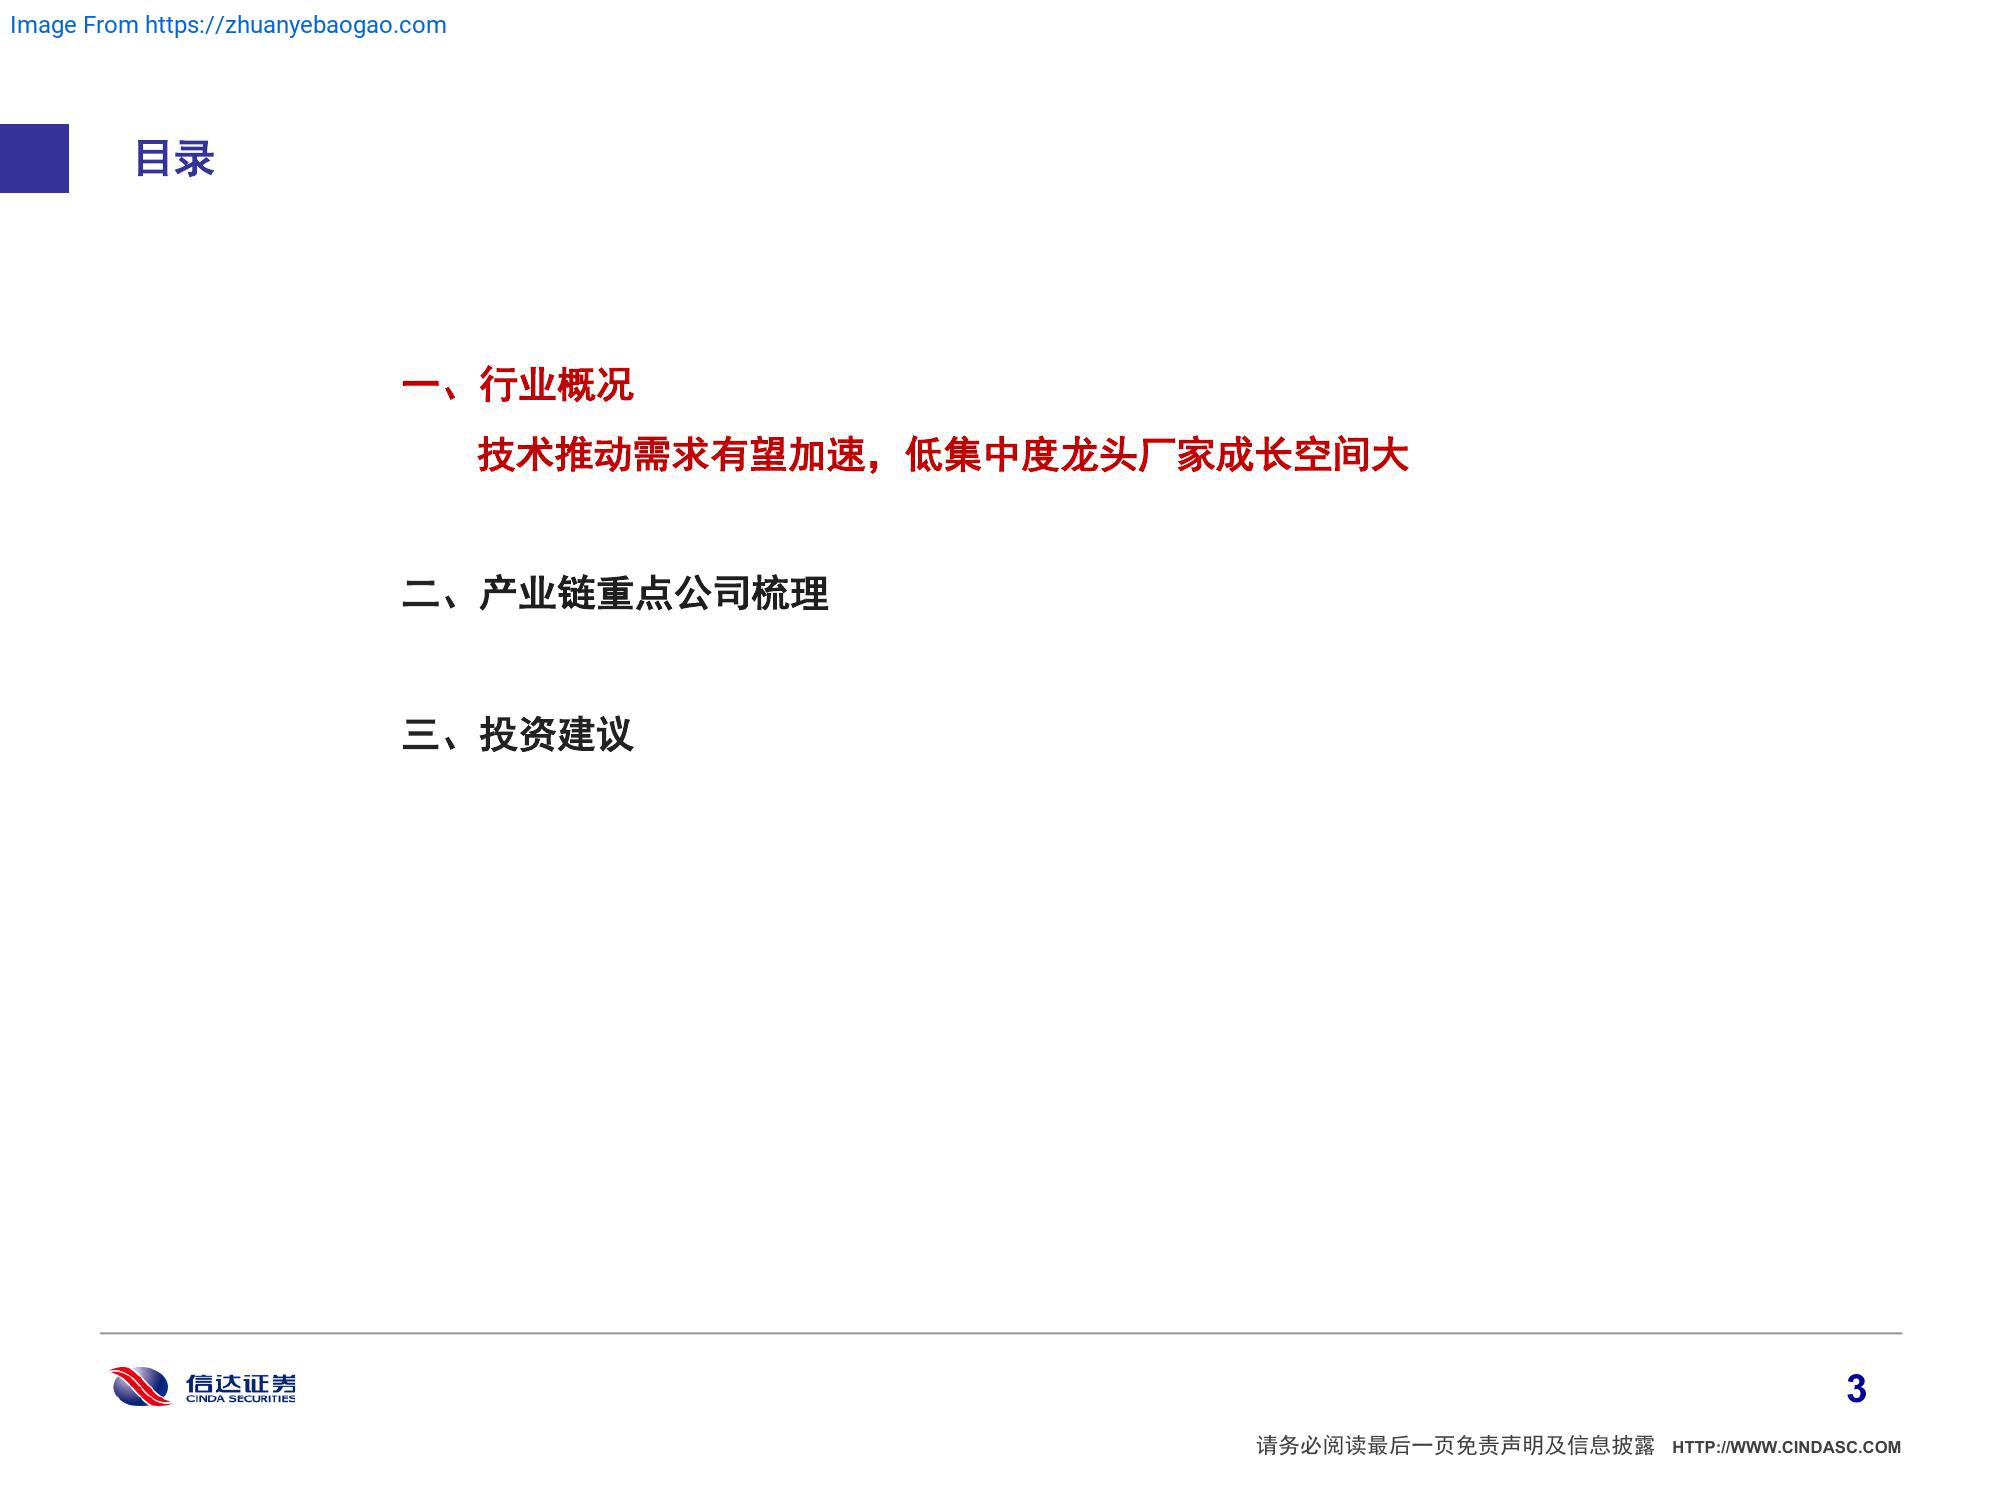 Image From https://zhuanyebaogao.com
目录
一、行业概况
技术推动需求有望加速，低集中度龙头厂家成长空间大
二、产业链重点公司梳理
三、投资建议
信达证券
CINDA SECURITIES
3
请务必阅读最后一页免责声明及信息披露 HTTP://WWW.CINDASC.COM